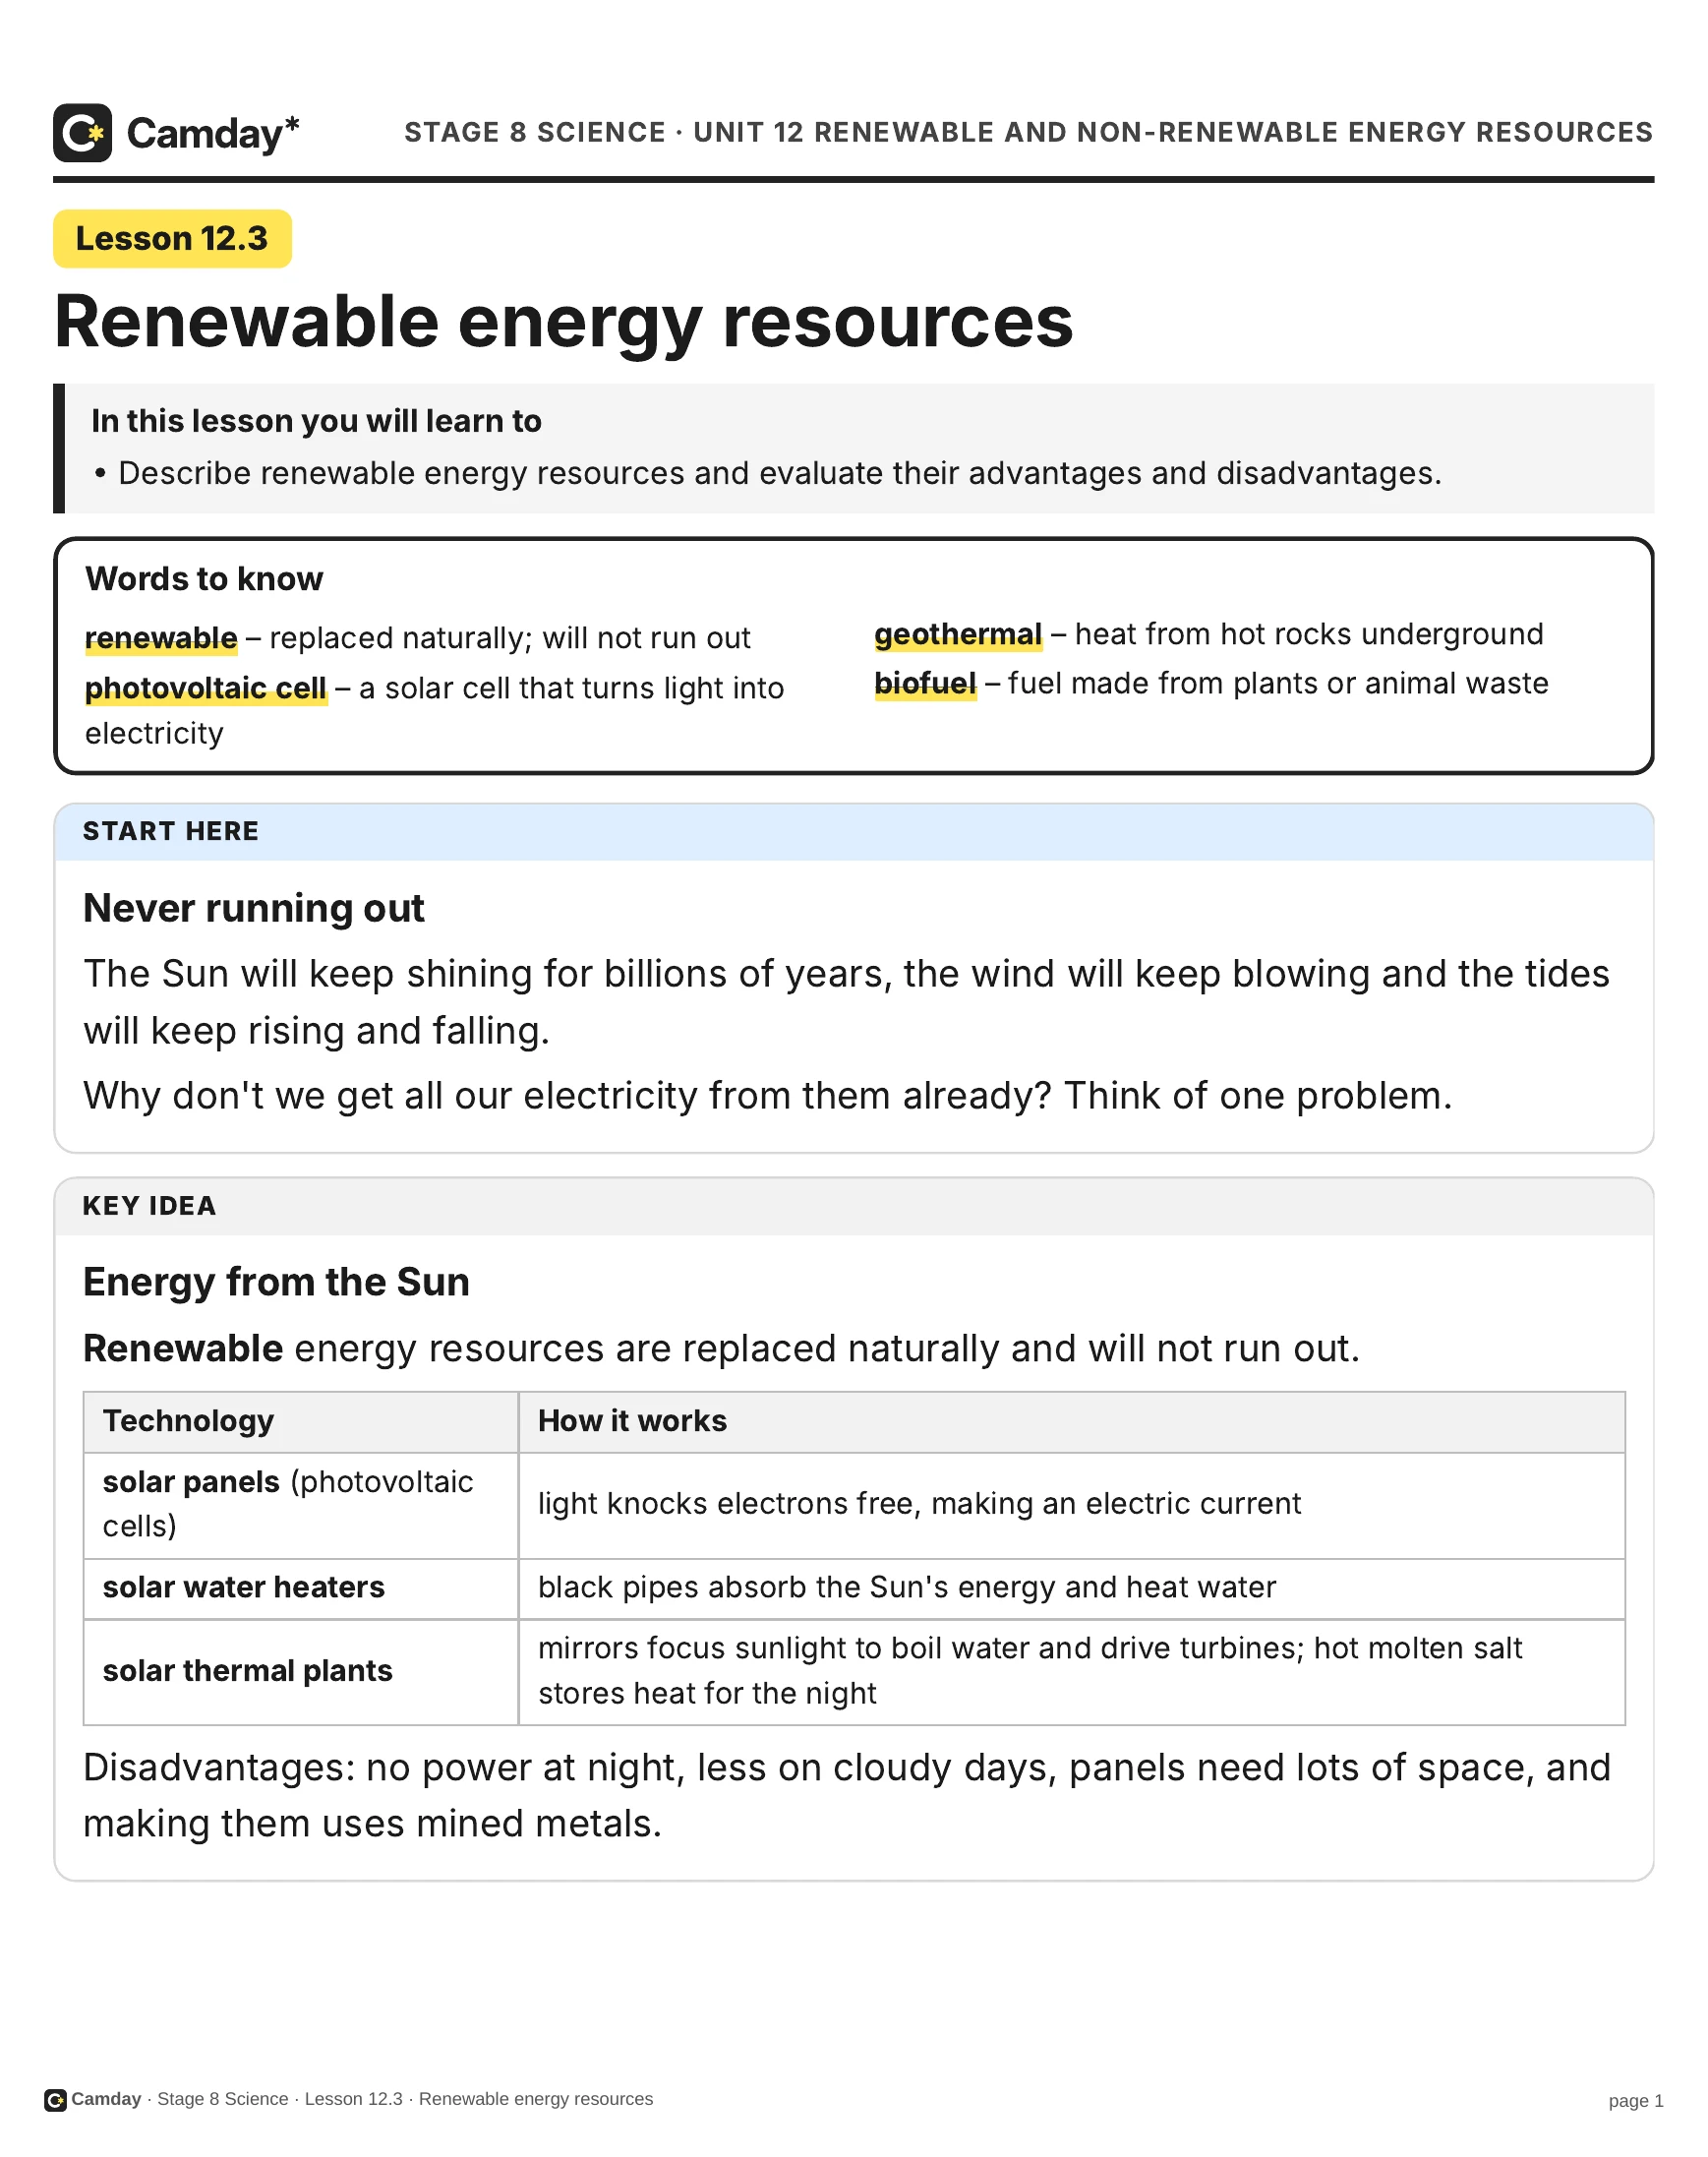 Camday*
STAGE 8 SCIENCE · UNIT 12 RENEWABLE AND NON-RENEWABLE ENERGY RESOURCES
Lesson 12.3
Renewable energy resources
In this lesson you will learn to
• Describe renewable energy resources and evaluate their advantages and disadvantages.
Words to know
renewable – replaced naturally; will not run out
photovoltaic cell – a solar cell that turns light into
electricity
geothermal – heat from hot rocks underground
biofuel – fuel made from plants or animal waste
START HERE
Never running out
The Sun will keep shining for billions of years, the wind will keep blowing and the tides
will keep rising and falling.
Why don't we get all our electricity from them already? Think of one problem.
KEY IDEA
Energy from the Sun
Renewable energy resources are replaced naturally and will not run out.
Technology
How it works
solar panels (photovoltaic
cells)
light knocks electrons free, making an electric current
solar water heaters
black pipes absorb the Sun's energy and heat water
solar thermal plants
mirrors focus sunlight to boil water and drive turbines; hot molten salt
stores heat for the night
Disadvantages: no power at night, less on cloudy days, panels need lots of space, and
making them uses mined metals.
Camday · Stage 8 Science · Lesson 12.3 · Renewable energy resources
page 1